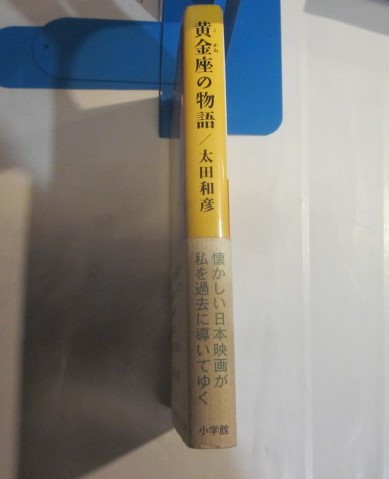 黄金座の物語／太田和彦
懐かしい日本映画が
私を過去に導いてゆく
小学館